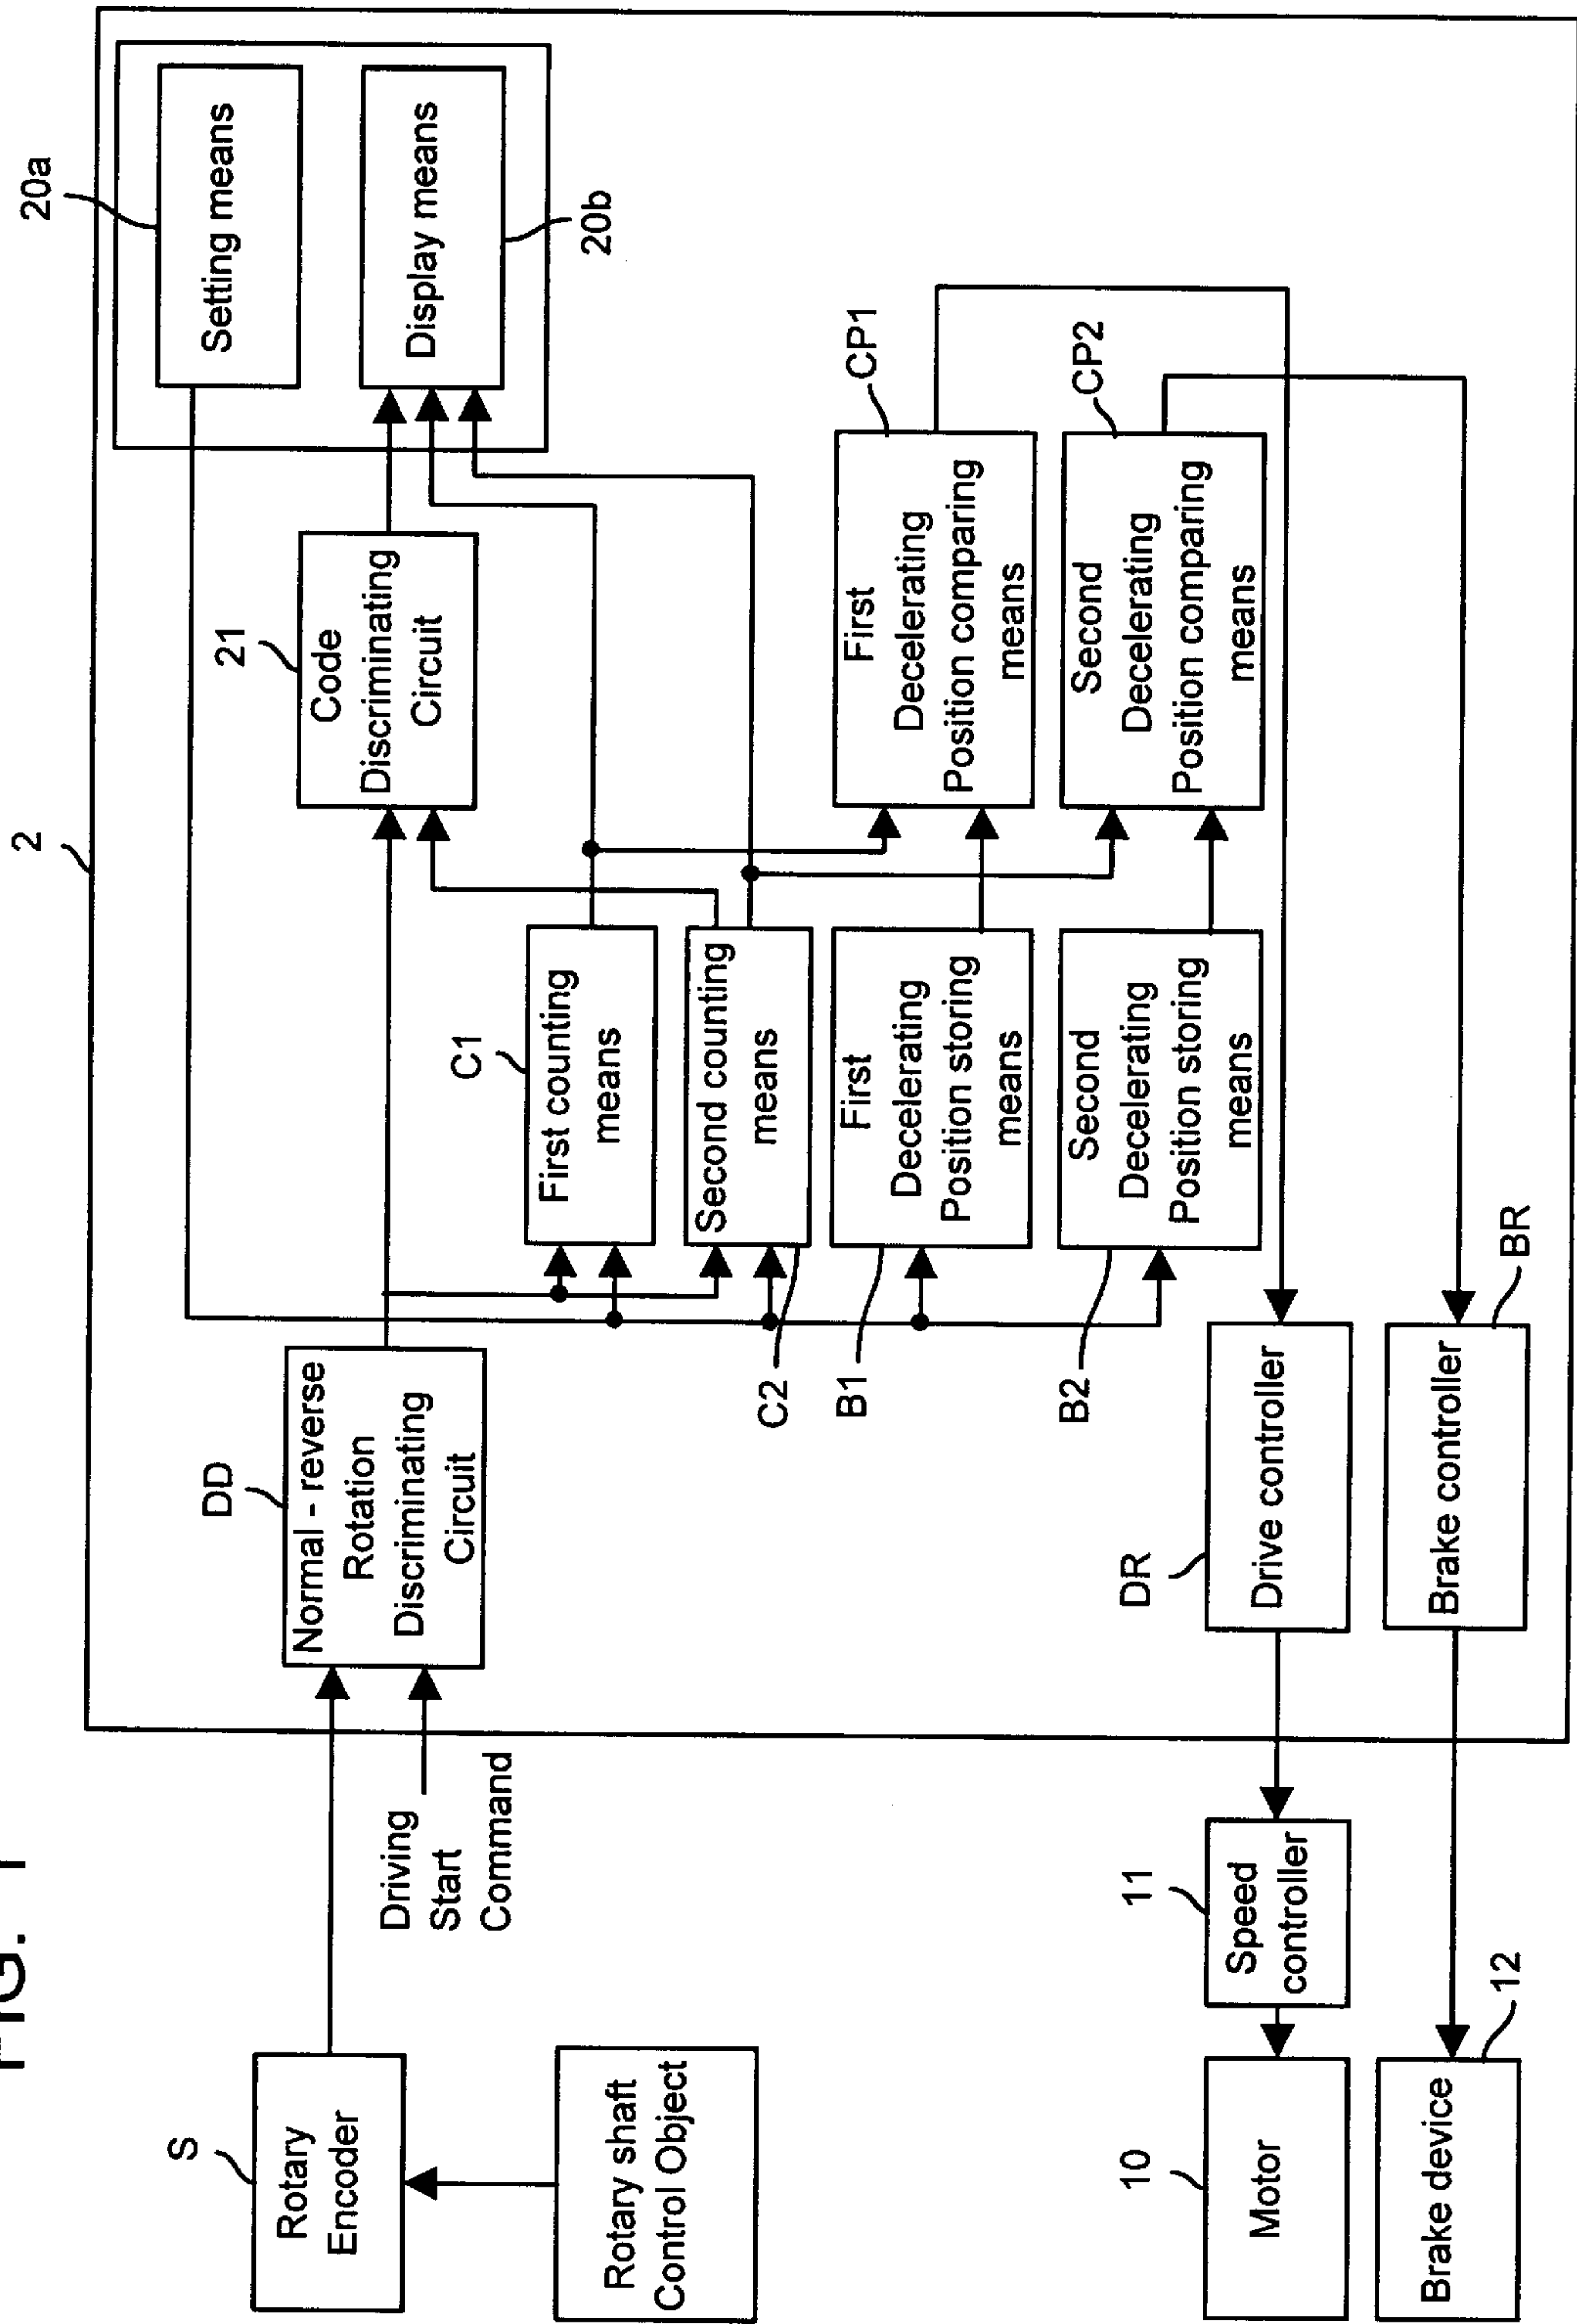 FIG. 1
S
Rotary
Encoder
Rotary shaft
Control Object
Driving
Start
Command
2
DD
Normal - reverse
Rotation
Discriminating
Circuit
21
Code
Discriminating
Circuit
20a
Setting means
Display means
20b
C1
First counting
means
Second counting
means
C2
First
Decelerating
Position storing
means
B1
Second
Decelerating
Position storing
means
B2
First
Decelerating
Position comparing
means
CP1
Second
Decelerating
Position comparing
means
CP2
DR
Drive controller
Brake controller
BR
11
Speed
controller
10
Motor
Brake device
12